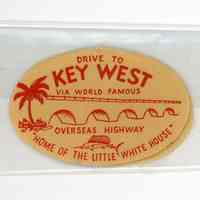 DRIVE TO
KEY WEST
VIA WORLD FAMOUS
OVERSEAS HIGHWAY
"HOME OF THE LITTLE WHITE HOUSE"